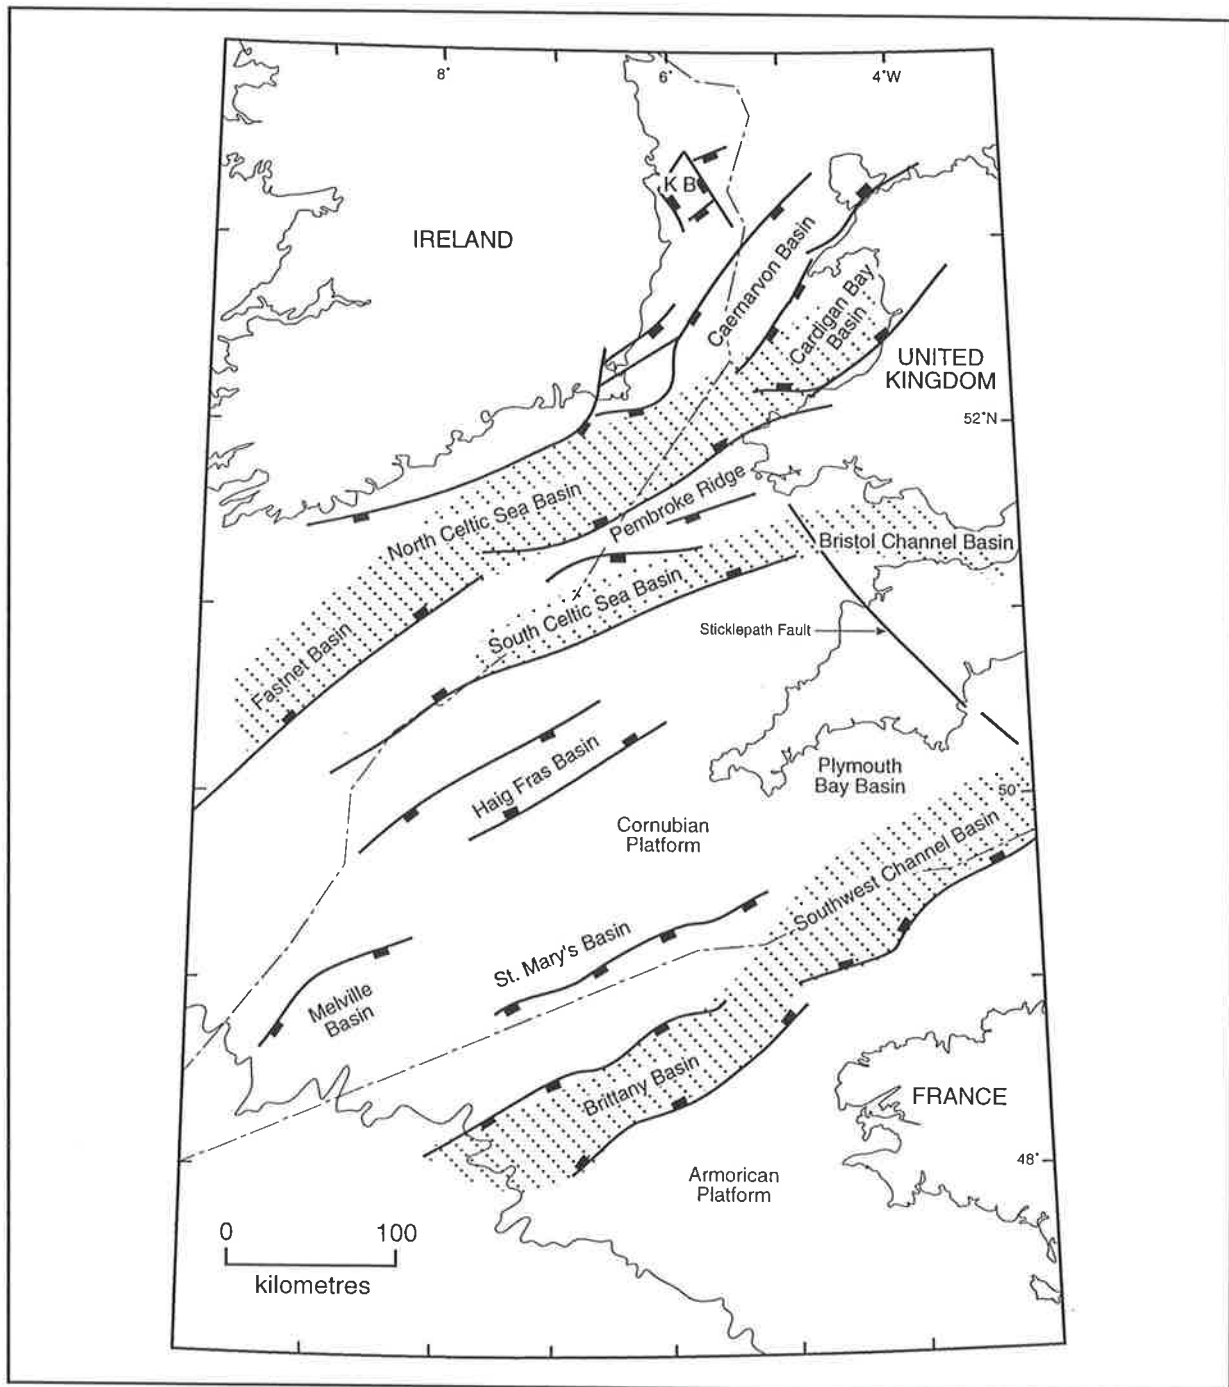 8°
6°
4°W
K B
IRELAND
Caernarvon Basin
Cardigan Bay
Basin
UNITED
KINGDOM
52°N
North Celtic Sea Basin
Pembroke Ridge
Bristol Channel Basin
South Celtic Sea Basin
Sticklepath Fault
Fastnet Basin
Haig Fras Basin
Plymouth
Bay Basin
50°
Cornubian
Platform
Southwest Channel Basin
St. Mary's Basin
Melville
Basin
Brittany Basin
FRANCE
48°
Armorican
Platform
0 100
kilometres